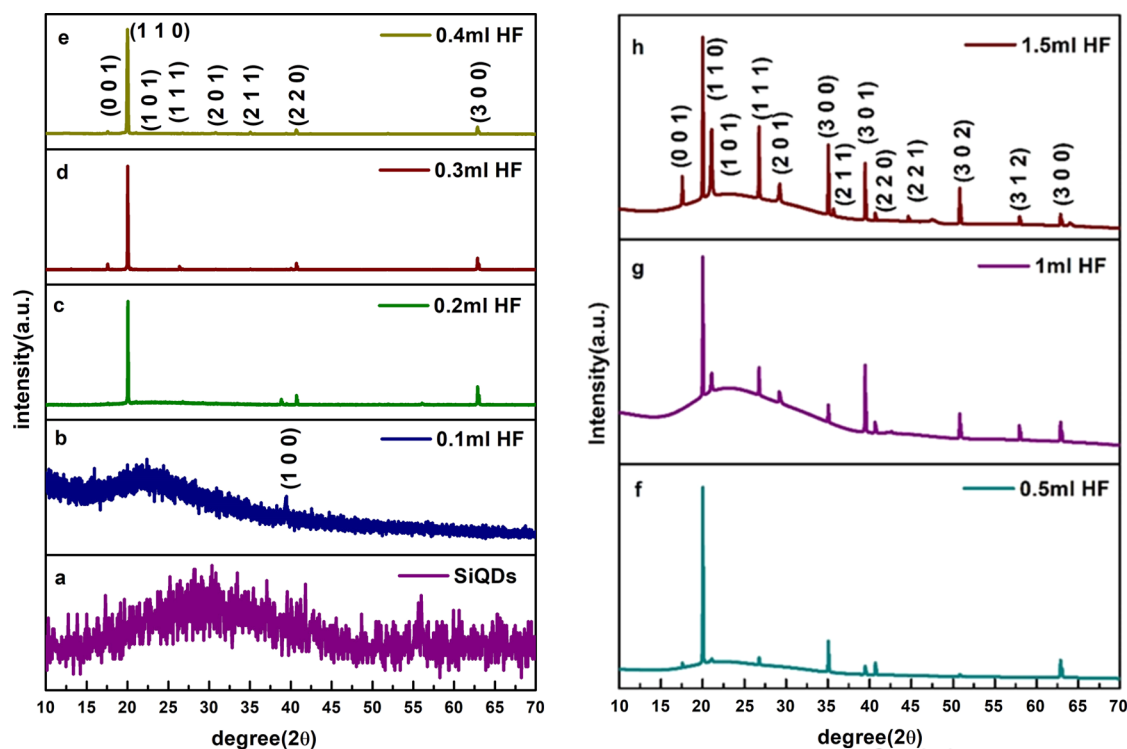 e
(1 1 0)
0.4ml HF
(0 0 1)
(1 0 1)
(1 1 1)
(2 0 1)
(2 1 1)
(2 2 0)
(3 0 0)
d
0.3ml HF
c
0.2ml HF
b
0.1ml HF
(1 0 0)
a
SiQDs
intensity(a.u.)
10 15 20 25 30 35 40 45 50 55 60 65 70
degree(2θ)
h
1.5ml HF
(0 0 1)
(1 1 0)
(1 0 1)
(1 1 1)
(2 0 1)
(3 0 0)
(2 1 1)
(3 0 1)
(2 2 0)
(2 2 1)
(3 0 2)
(3 1 2)
(3 0 0)
g
1ml HF
f
0.5ml HF
Intensity(a.u.)
10 15 20 25 30 35 40 45 50 55 60 65 70
degree(2θ)